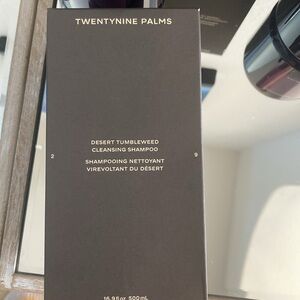 TWENTYNINE PALMS
DESERT TUMBLEWEED
CLEANSING SHAMPOO
2 9
SHAMPOOING NETTOYANT
VIREVOLTANT DU DÉSERT
16.9fl oz. 500mL